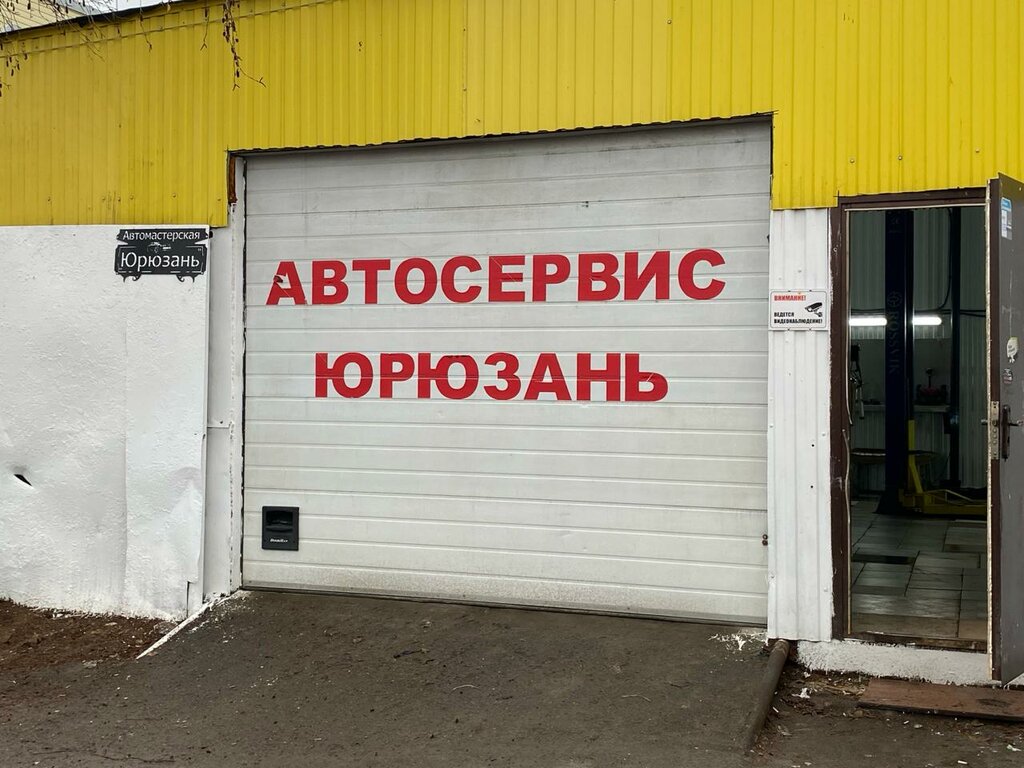 Автомастерская
"Юрюзань"
АВТОСЕРВИС
ЮРЮЗАНЬ
ВНИМАНИЕ!
ВЕДЕТСЯ
ВИДЕОНАБЛЮДЕНИЕ!